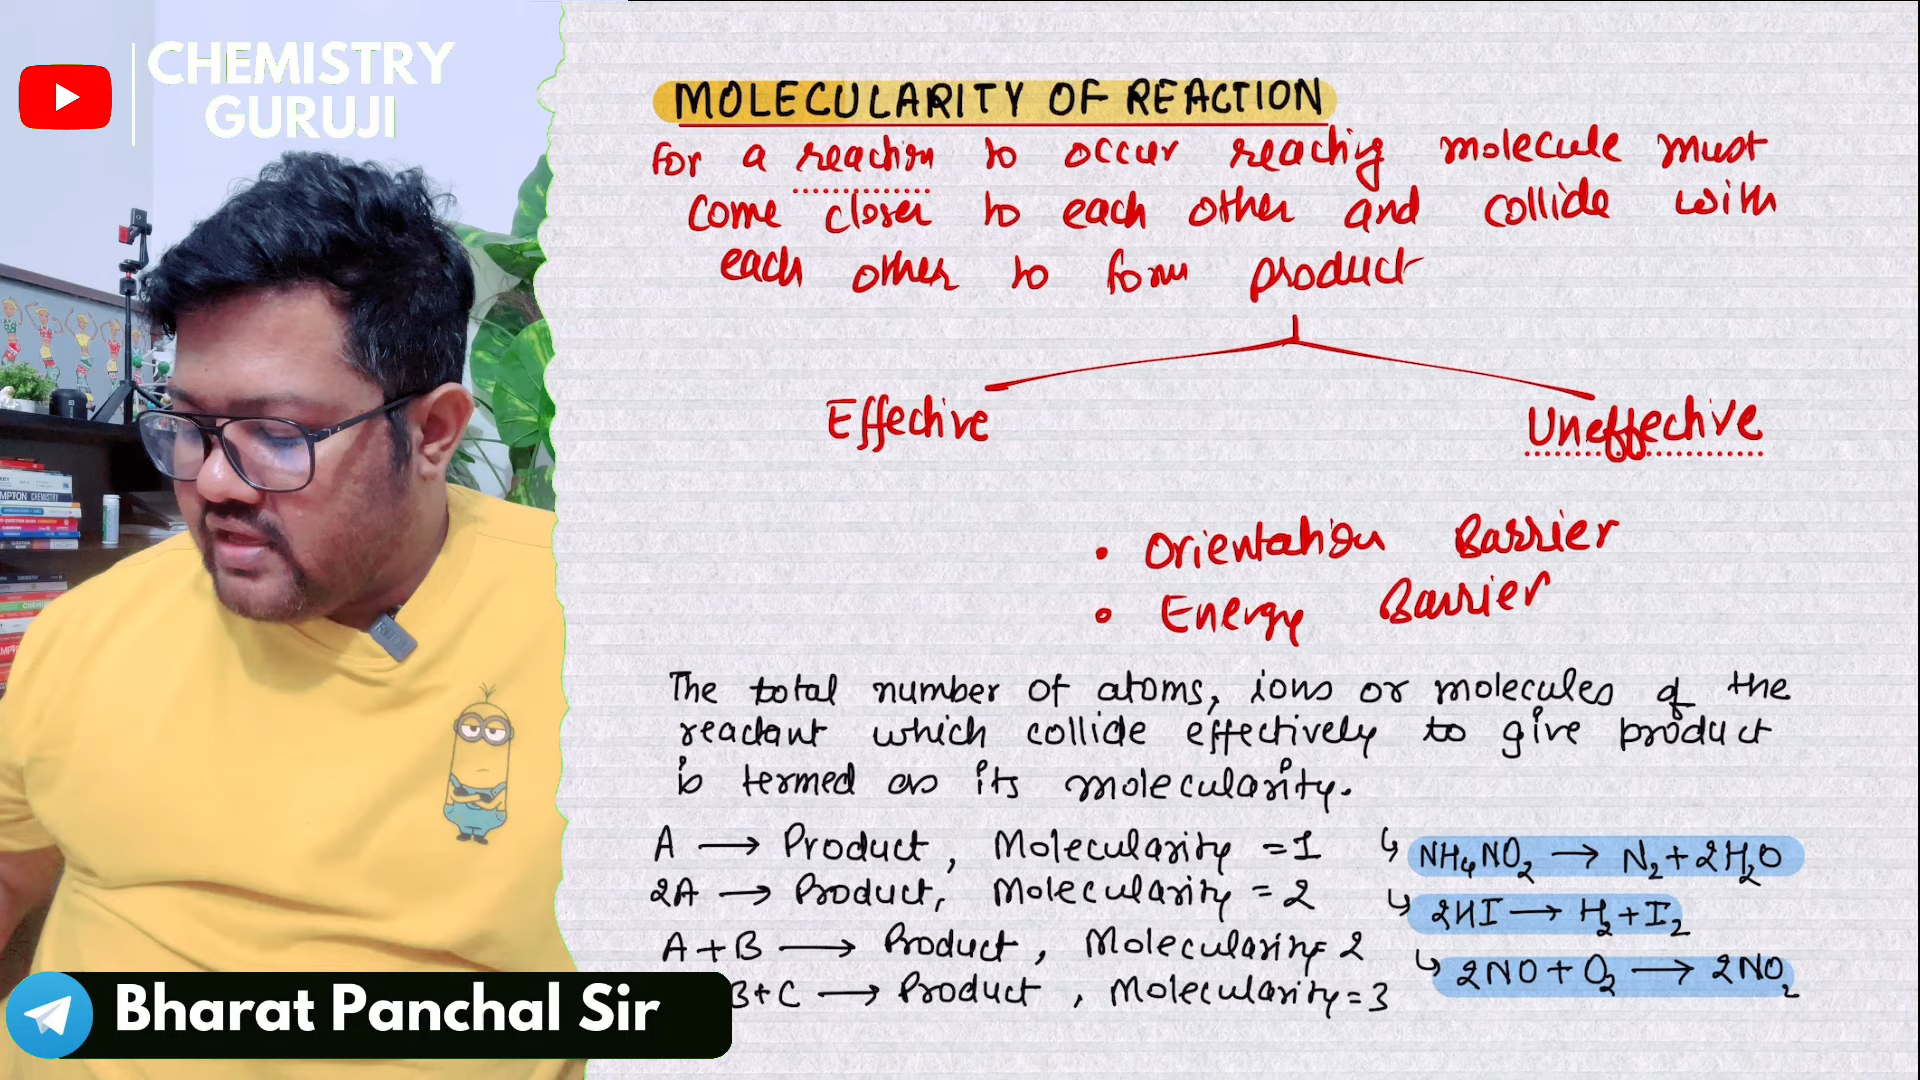 CHEMISTRY
GURUJI
MOLECULARITY OF REACTION
For a reaction to occur reacting molecule must
come closer to each other and collide with
each other to form product
Effective
Uneffective
• Orientation Barrier
• Energy Barrier
The total number of atoms, ions or molecules of the
reactant which collide effectively to give product
is termed as its molecularity.
A → Product, Molecularity = 1
↳ NH₄NO₂ → N₂ + 2H₂O
2A → Product, Molecularity = 2
↳ 2HI → H₂ + I₂
A + B → Product, Molecularity = 2
↳ 2NO + O₂ → 2NO₂
B + C → Product, Molecularity = 3
Bharat Panchal Sir